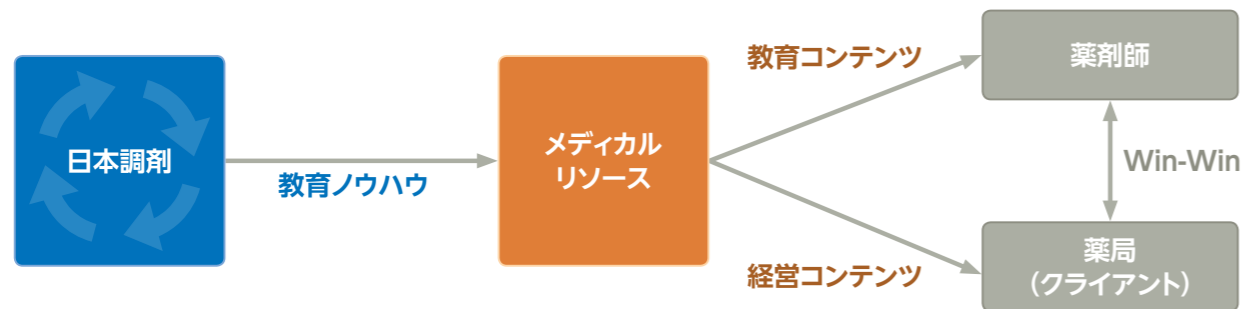 日本調剤
教育ノウハウ
メディカル
リソース
教育コンテンツ
経営コンテンツ
薬剤師
Win-Win
薬局
（クライアント）